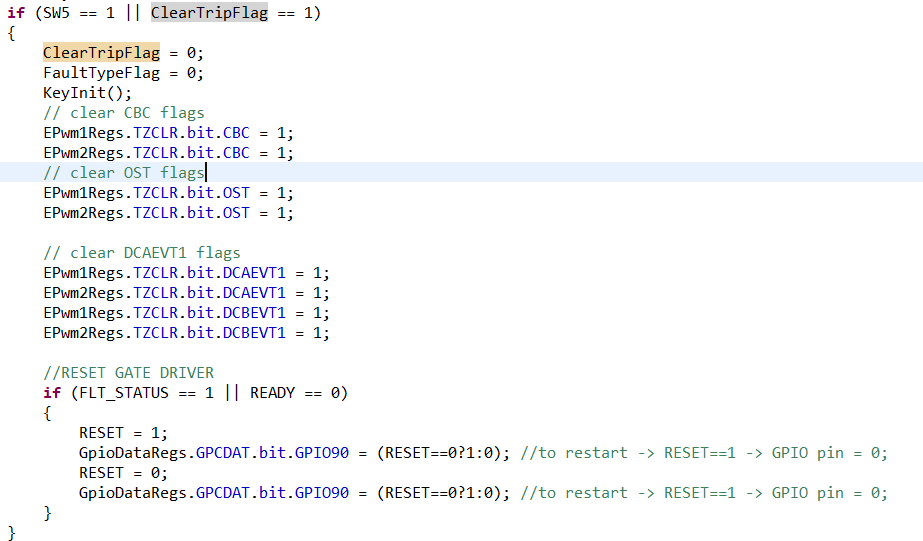 if (SW5 == 1 || ClearTripFlag == 1)
{
    ClearTripFlag = 0;
    FaultTypeFlag = 0;
    KeyInit();
    // clear CBC flags
    EPwm1Regs.TZCLR.bit.CBC = 1;
    EPwm2Regs.TZCLR.bit.CBC = 1;
    // clear OST flags
    EPwm1Regs.TZCLR.bit.OST = 1;
    EPwm2Regs.TZCLR.bit.OST = 1;

    // clear DCAEVT1 flags
    EPwm1Regs.TZCLR.bit.DCAEVT1 = 1;
    EPwm2Regs.TZCLR.bit.DCAEVT1 = 1;
    EPwm1Regs.TZCLR.bit.DCBEVT1 = 1;
    EPwm2Regs.TZCLR.bit.DCBEVT1 = 1;

    //RESET GATE DRIVER
    if (FLT_STATUS == 1 || READY == 0)
    {
        RESET = 1;
        GpioDataRegs.GPCDAT.bit.GPIO90 = (RESET==0?1:0); //to restart -> RESET==1 -> GPIO pin = 0;
        RESET = 0;
        GpioDataRegs.GPCDAT.bit.GPIO90 = (RESET==0?1:0); //to restart -> RESET==1 -> GPIO pin = 0;
    }
}